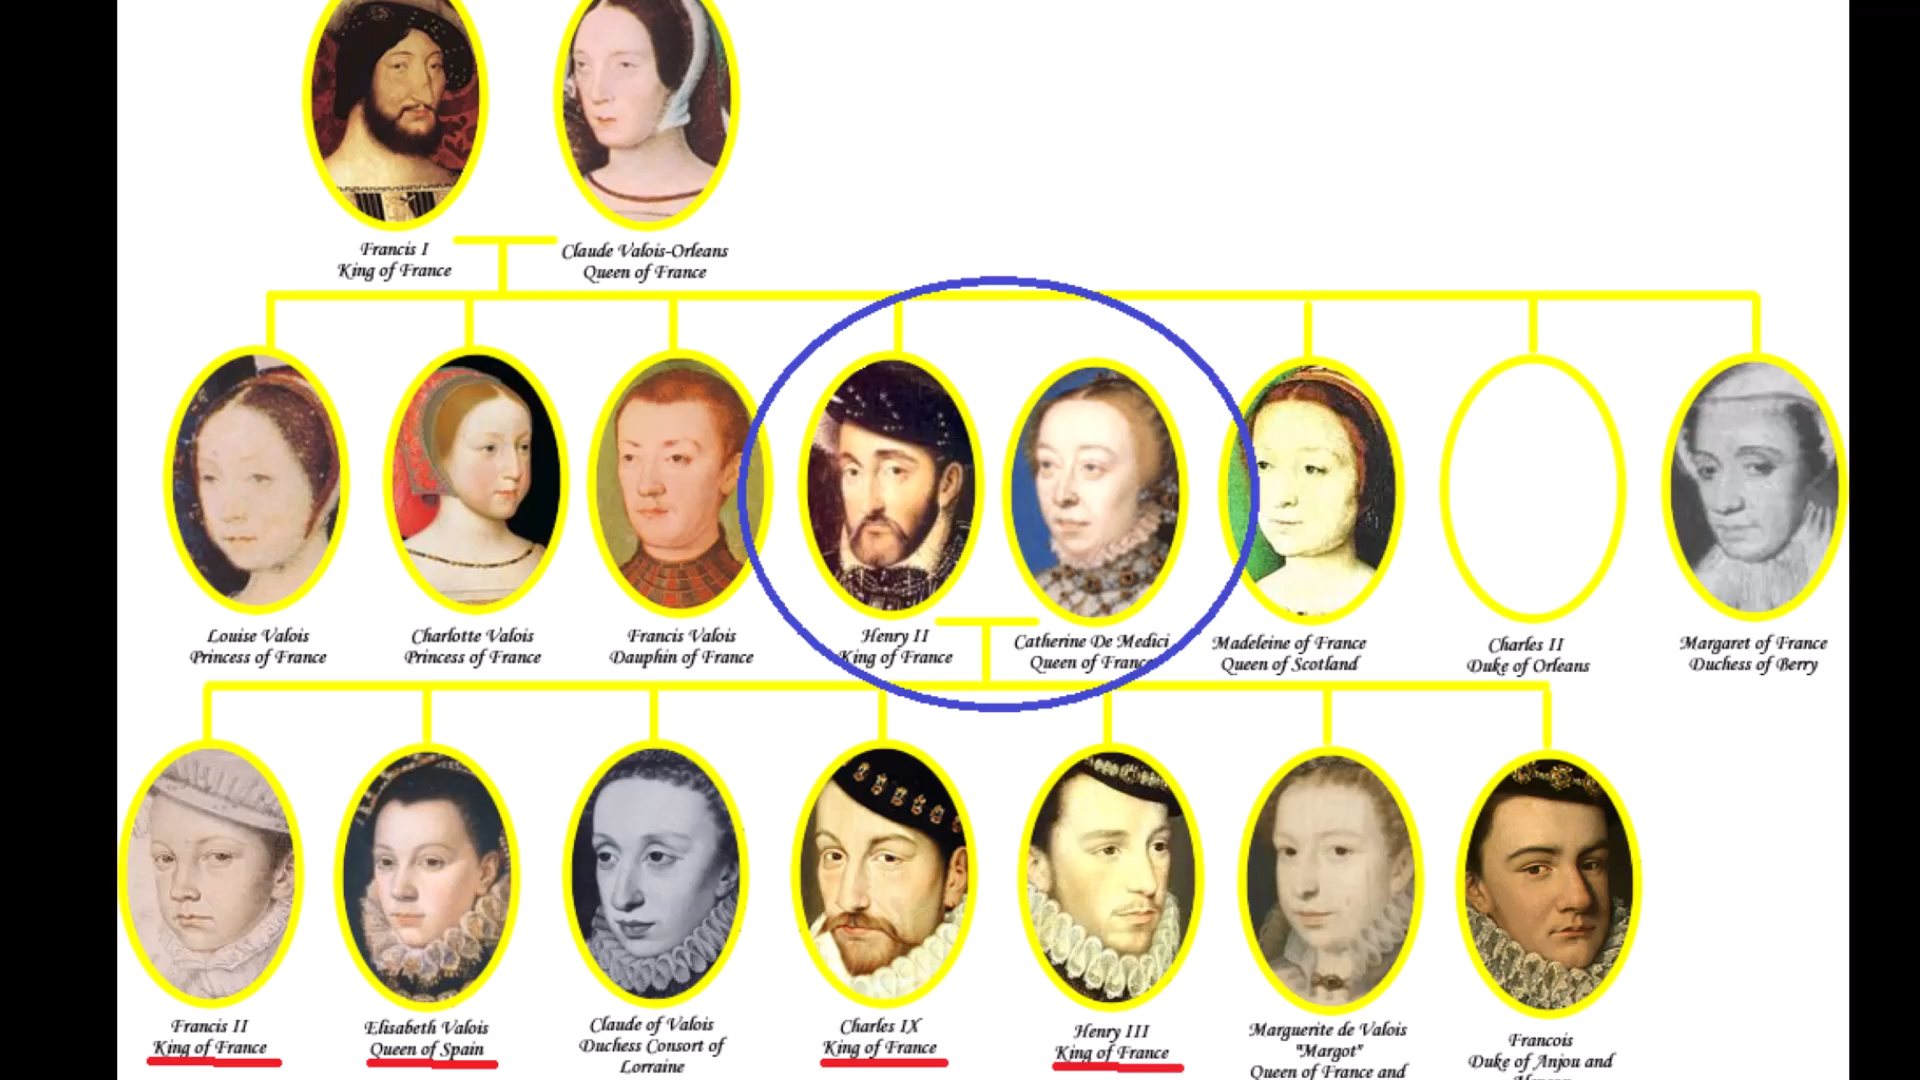 Francis I
King of France
Claude Valois-Orleans
Queen of France
Louise Valois
Princess of France
Charlotte Valois
Princess of France
Francis Valois
Dauphin of France
Henry II
King of France
Catherine De Medici
Queen of France
Madeleine of France
Queen of Scotland
Charles II
Duke of Orleans
Margaret of France
Duchess of Berry
Francis II
King of France
Elisabeth Valois
Queen of Spain
Claude of Valois
Duchess Consort of
Lorraine
Charles IX
King of France
Henry III
King of France
Marguerite de Valois
"Margot"
Queen of France and
Francois
Duke of Anjou and